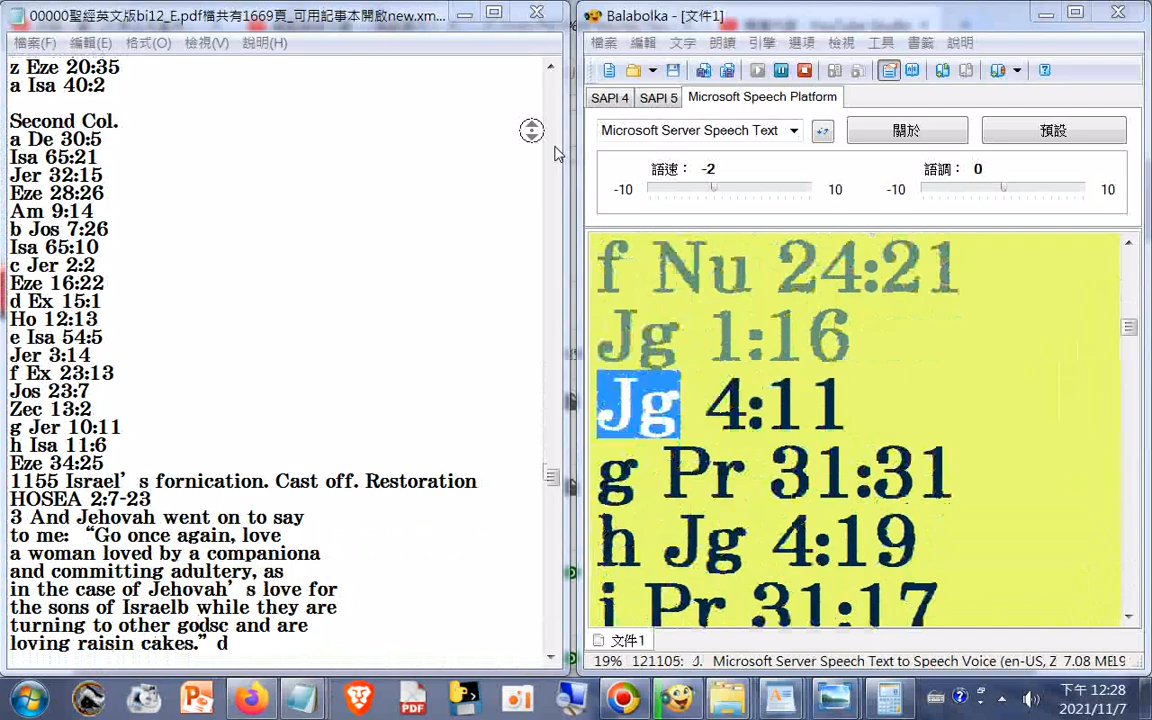 00000聖經英文版bi12_E.pdf檔共有1669頁_可用記事本開啟new.xm...
檔案(F) 編輯(E) 格式(O) 檢視(V) 說明(H)
z Eze 20:35
a Isa 40:2
Second Col.
a De 30:5
Isa 65:21
Jer 32:15
Eze 28:26
Am 9:14
b Jos 7:26
Isa 65:10
c Jer 2:2
Eze 16:22
d Ex 15:1
Ho 12:13
e Isa 54:5
Jer 3:14
f Ex 23:13
Jos 23:7
Zec 13:2
g Jer 10:11
h Isa 11:6
Eze 34:25
1155 Israel’s fornication. Cast off. Restoration
HOSEA 2:7-23
3 And Jehovah went on to say
to me: “Go once again, love
a woman loved by a companiona
and committing adultery, as
in the case of Jehovah’s love for
the sons of Israelb while they are
turning to other godsc and are
loving raisin cakes.” d
Balabolka - [文件1]
檔案 編輯 文字 朗讀 引擎 選項 檢視 工具 書籤 說明
SAPI 4 SAPI 5 Microsoft Speech Platform
Microsoft Server Speech Text 關於 預設
語速： -2 語調： 0
-10 10 -10 10
f Nu 24:21
Jg 1:16
Jg 4:11
g Pr 31:31
h Jg 4:19
i Pr 31:17
文件1
19% 121105: J. Microsoft Server Speech Text to Speech Voice (en-US, Z 7.08 ME
PDF
下午 12:28
2021/11/7